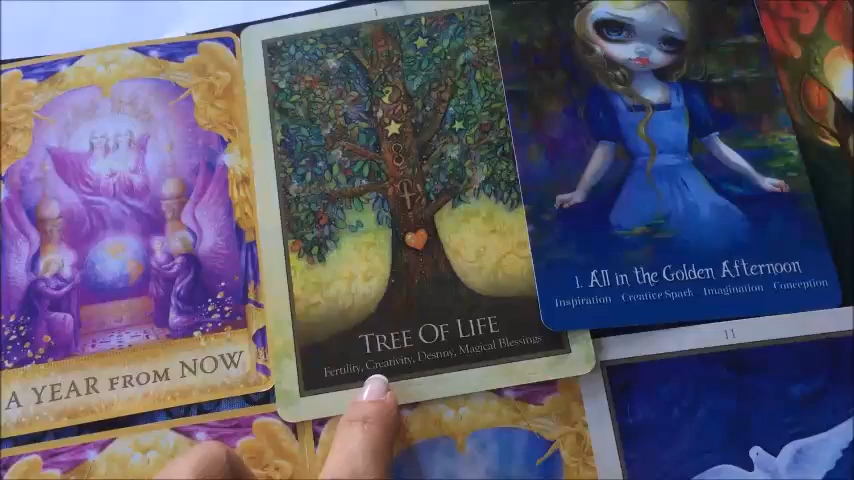 1
A YEAR FROM NOW
TREE OF LIFE
Fertility, Creativity, Destiny, Magical Blessings
1. All in the Golden Afternoon
Inspiration Creative Spark Imagination Conception
11